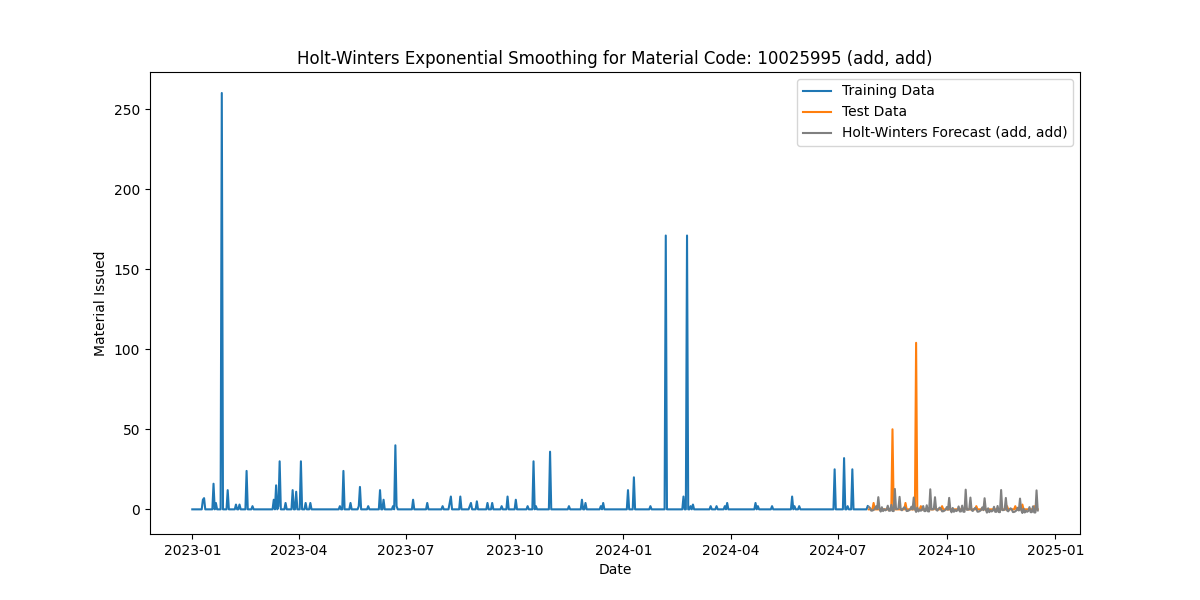 Holt-Winters Exponential Smoothing for Material Code: 10025995 (add, add)
Training Data
Test Data
Holt-Winters Forecast (add, add)
Material Issued
250
200
150
100
50
0
2023-01 2023-04 2023-07 2023-10 2024-01 2024-04 2024-07 2024-10 2025-01
Date